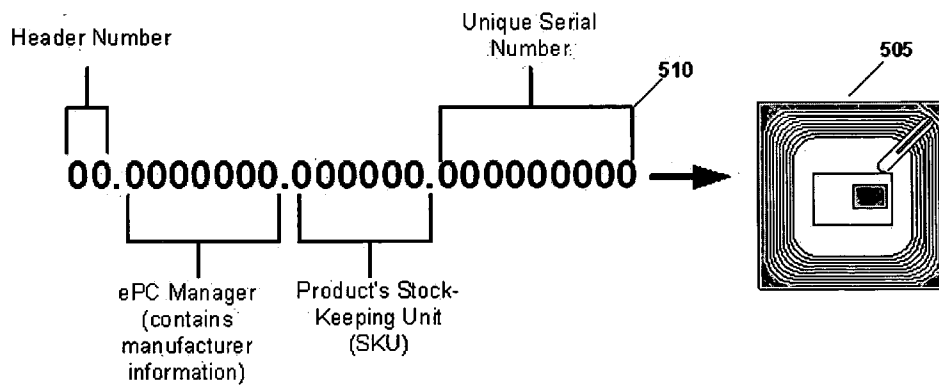 Header Number
Unique Serial
Number
510
505
00.0000000.000000.000000000
ePC Manager
(contains
manufacturer
information)
Product's Stock-
Keeping Unit
(SKU)